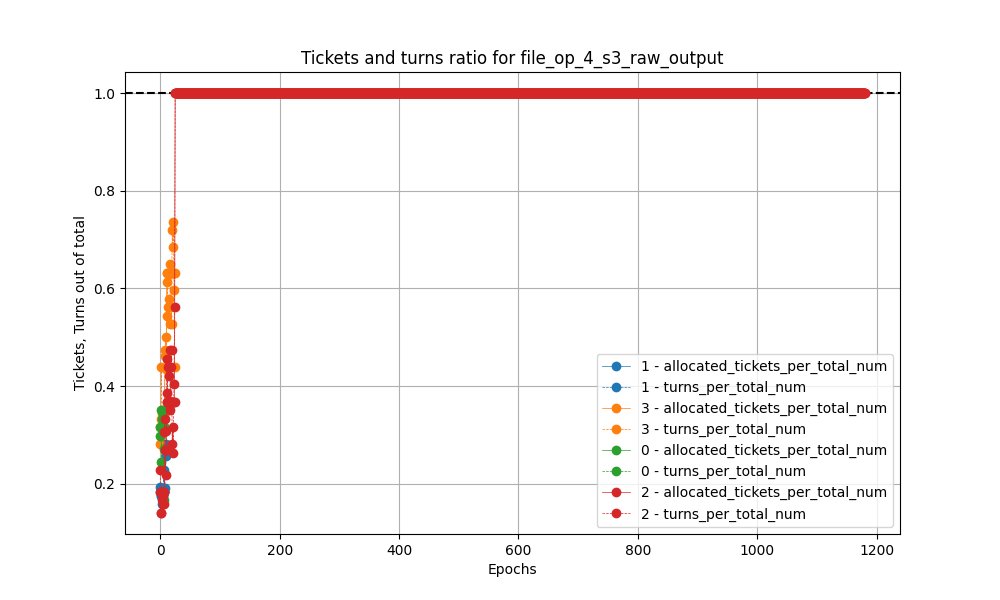 Tickets and turns ratio for file_op_4_s3_raw_output
Tickets, Turns out of total
1.0
0.8
0.6
0.4
0.2
0 200 400 600 800 1000 1200
Epochs
1 - allocated_tickets_per_total_num
1 - turns_per_total_num
3 - allocated_tickets_per_total_num
3 - turns_per_total_num
0 - allocated_tickets_per_total_num
0 - turns_per_total_num
2 - allocated_tickets_per_total_num
2 - turns_per_total_num